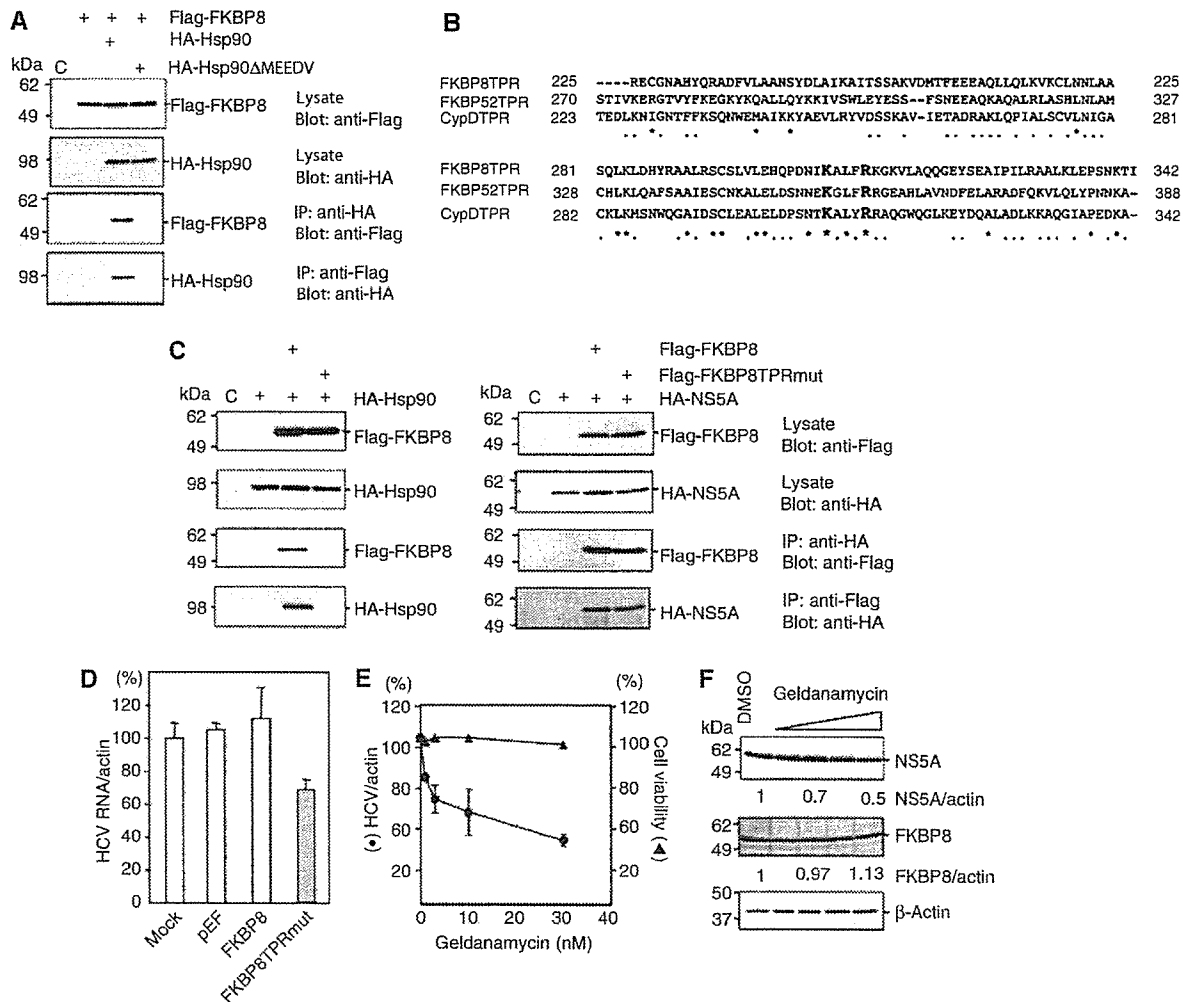 A
+ + + Flag-FKBP8
+ HA-Hsp90
kDa C + HA-Hsp90ΔMEEDV
62
49
Flag-FKBP8
Lysate
Blot: anti-Flag
98
HA-Hsp90
Lysate
Blot: anti-HA
62
49
Flag-FKBP8
IP: anti-HA
Blot: anti-Flag
98
HA-Hsp90
IP: anti-Flag
Blot: anti-HA
B
FKBP8TPR 225 ----RECGNAHYQRADFVLAANSYDLAIKAITSSAKVDMTFEEEAQLLQLKVKCLNNLAA 225
FKBP52TPR 270 STIVKERGTVYFKEGKYKQALLQYKKIVSWLEYESS--FSNEEAQKAQALRLASHLNLAM 327
CypDTPR 223 TEDLKNIGNTFFKSQNWEMAIKKYAEVLRYVDSSKAV-IETADRAKLQPIALSCVLNIGA 281
FKBP8TPR 281 SQLKLDHYRAALRSCSLVLEHQPDNIKALFRKGKVLAQQGEYSEAIPILRAALKLEPSNKTI 342
FKBP52TPR 328 CHLKLQAFSAAIESCNKALELDSNNEKGLFRRGEAHLAVNDFELARADFQKVLQLYPNNKA- 388
CypDTPR 282 CKLKMSNWQGAIDSCLEALELDPSNTKALYRRAQGWQGLKEYDQALADLKKAQGIAPEDKA- 342
C
+
+
kDa C + + + HA-Hsp90
62
49
Flag-FKBP8
98
HA-Hsp90
62
49
Flag-FKBP8
98
HA-Hsp90
+ Flag-FKBP8
+ Flag-FKBP8TPRmut
kDa C + + + HA-NS5A
62
49
Flag-FKBP8
Lysate
Blot: anti-Flag
62
49
HA-NS5A
Lysate
Blot: anti-HA
62
49
Flag-FKBP8
IP: anti-HA
Blot: anti-Flag
62
49
HA-NS5A
IP: anti-Flag
Blot: anti-HA
D
(%)
120
100
80
60
40
20
0
HCV RNA/actin
Mock
pEF
FKBP8
FKBP8TPRmut
E
(%)
120
100
80
60
40
20
(●) HCV/actin
(%)
120
100
80
60
40
20
Cell viability (▲)
0 10 20 30 40
Geldanamycin (nM)
F
DMSO
Geldanamycin
kDa
62
49
NS5A
1 0.7 0.5 NS5A/actin
62
49
FKBP8
1 0.97 1.13 FKBP8/actin
50
37
β-Actin